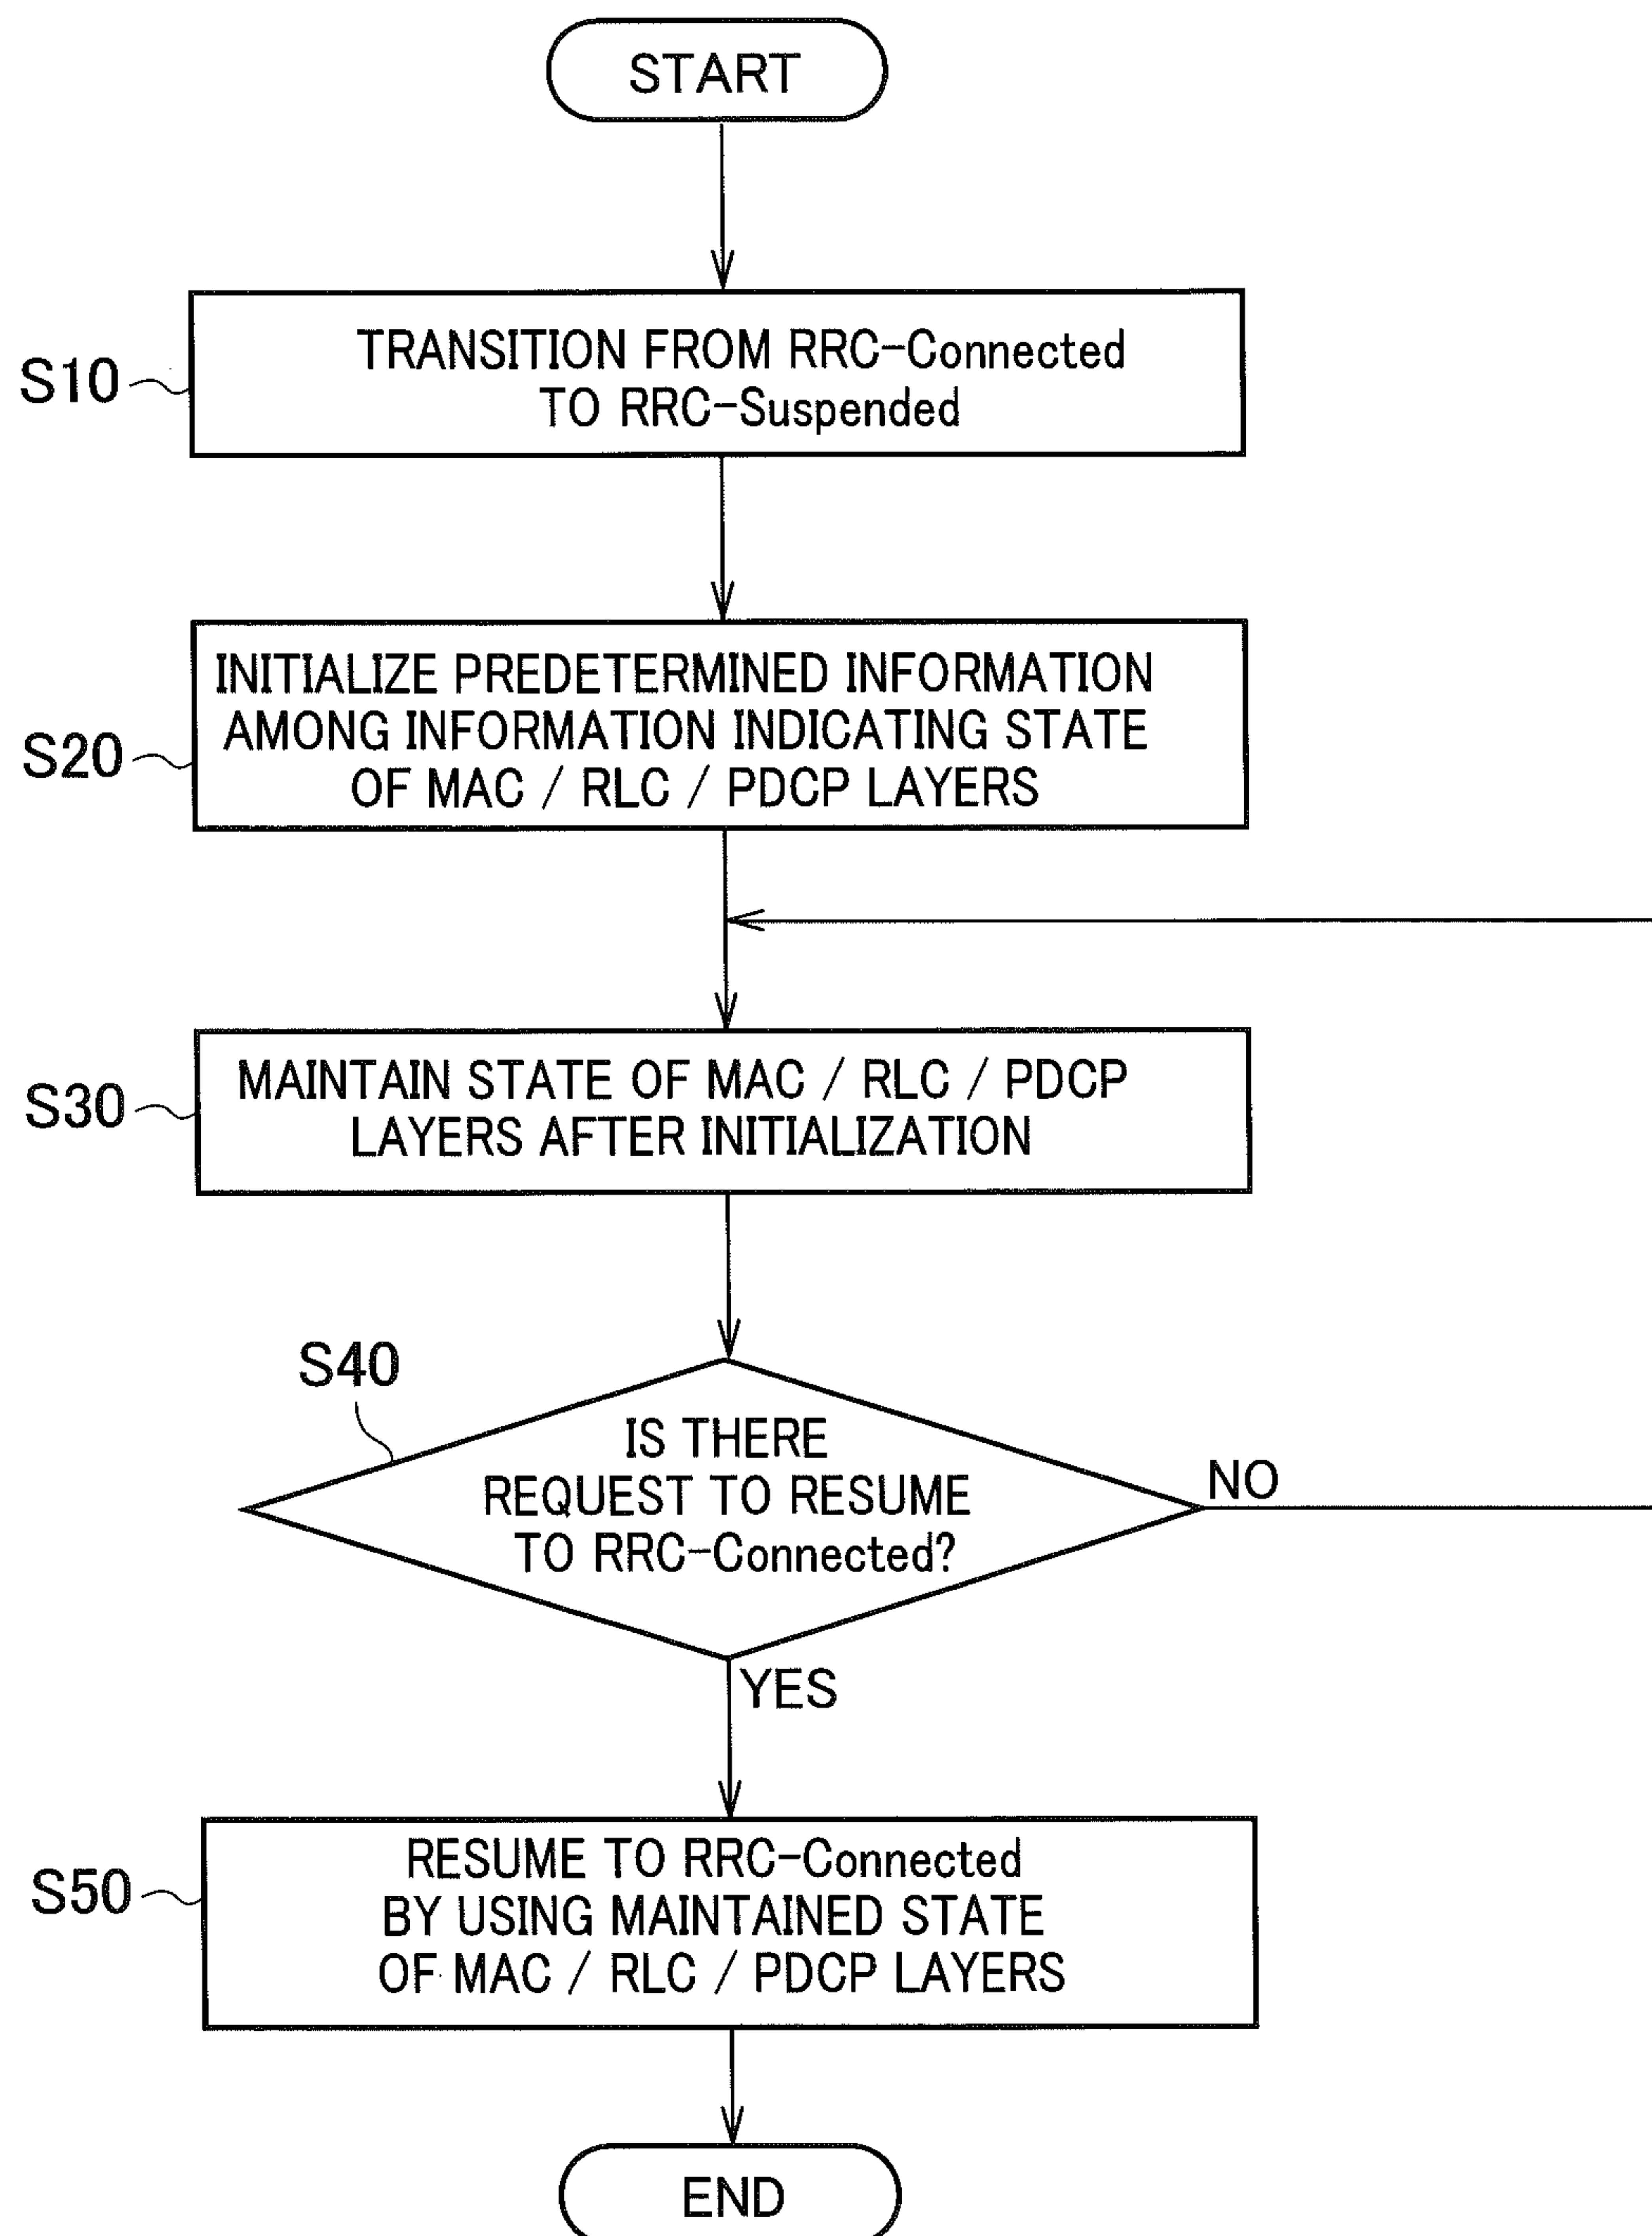 START
S10
TRANSITION FROM RRC-Connected
TO RRC-Suspended
S20
INITIALIZE PREDETERMINED INFORMATION
AMONG INFORMATION INDICATING STATE
OF MAC / RLC / PDCP LAYERS
S30
MAINTAIN STATE OF MAC / RLC / PDCP
LAYERS AFTER INITIALIZATION
S40
IS THERE
REQUEST TO RESUME
TO RRC-Connected?
NO
YES
S50
RESUME TO RRC-Connected
BY USING MAINTAINED STATE
OF MAC / RLC / PDCP LAYERS
END